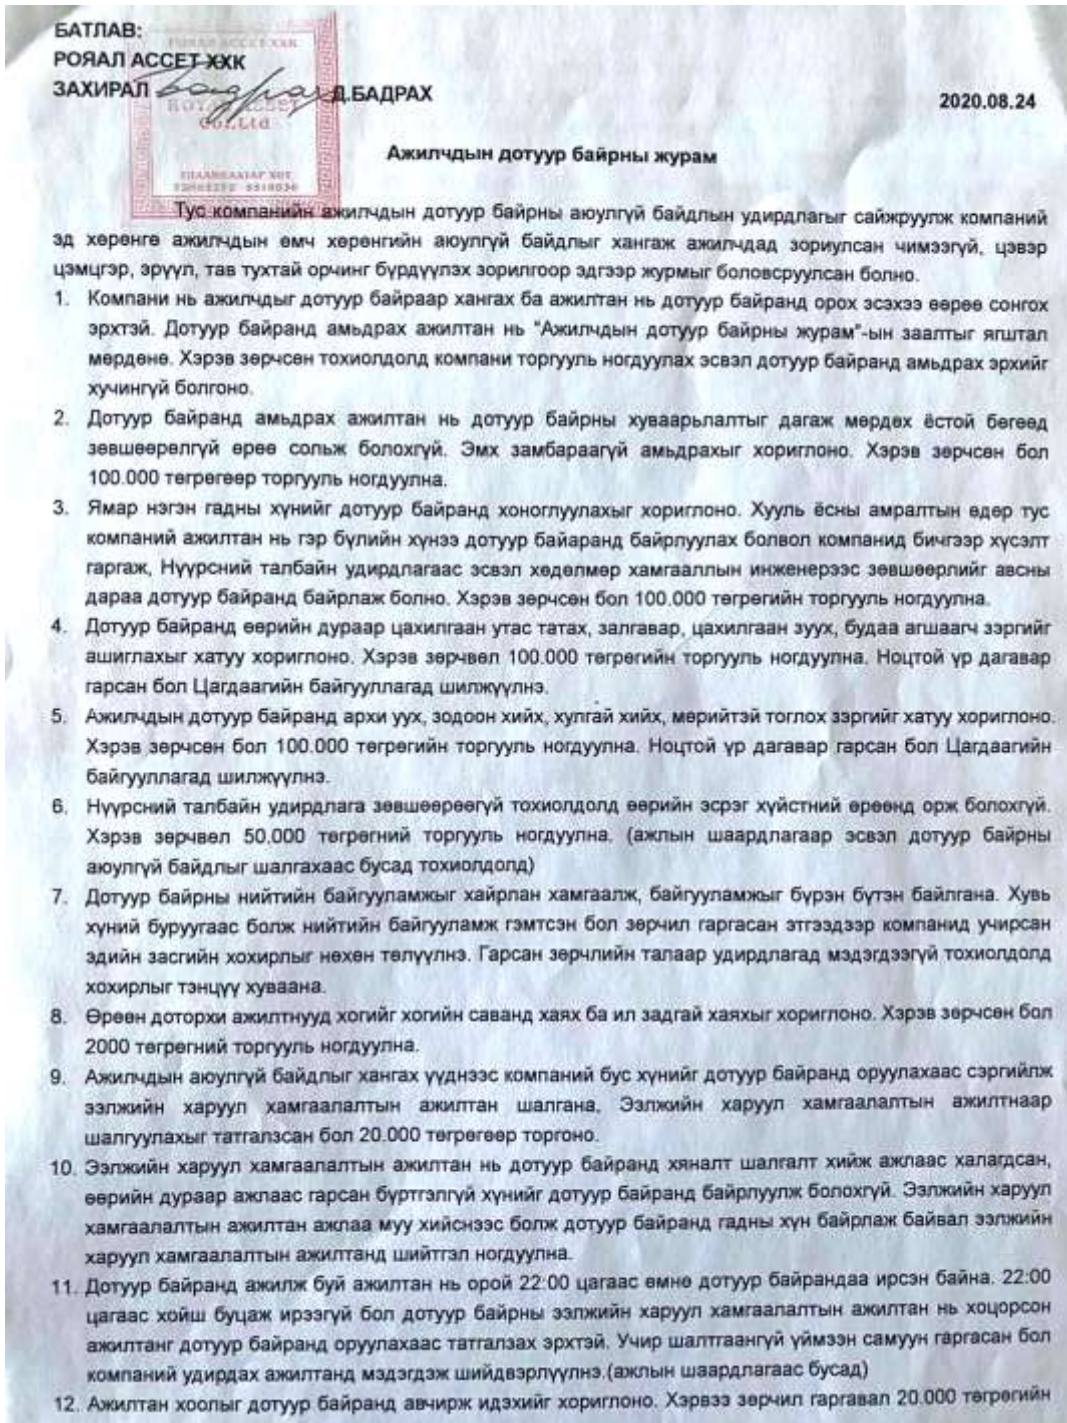 БАТЛАВ:
РОЯАЛ АССЕТ ХХК
ЗАХИРАЛ Д.БАДРАХ
ROYAL ASSET
Co.,Ltd
2020.08.24
Ажилчдын дотуур байрны журам
Тус компанийн ажилчдын дотуур байрны аюулгүй байдлын удирдлагыг сайжруулж компаний
эд хөрөнгө ажилчдын өмч хөрөнгийн аюулгүй байдлыг хангаж ажилчдад зориулсан чимээгүй, цэвэр
цэмцгэр, эрүүл, тав тухтай орчинг бүрдүүлэх зорилгоор эдгээр журмыг боловсруулсан болно.
1. Компани нь ажилчдыг дотуур байраар хангах ба ажилтан нь дотуур байранд орох эсэхээ өөрөө сонгох
эрхтэй. Дотуур байранд амьдрах ажилтан нь "Ажилчдын дотуур байрны журам"-ын заалтыг ягштал
мөрдөнө. Хэрэв зөрчсөн тохиолдолд компани торгууль ногдуулах эсвэл дотуур байранд амьдрах эрхийг
хүчингүй болгоно.
2. Дотуур байранд амьдрах ажилтан нь дотуур байрны хуваарьлалтыг дагаж мөрдөх ёстой бөгөөд
зөвшөөрөлгүй өрөө сольж болохгүй. Эмх замбараагүй амьдрахыг хориглоно. Хэрэв зөрчсөн бол
100.000 төгрөгөөр торгууль ногдуулна.
3. Ямар нэгэн гадны хүнийг дотуур байранд хоноглуулахыг хориглоно. Хууль ёсны амралтын өдөр тус
компаний ажилтан нь гэр бүлийн хүнээ дотуур байаранд байрлуулах болвол компанид бичгээр хүсэлт
гаргаж, Нүүрсний талбайн удирдлагаас эсвэл хөдөлмөр хамгааллын инженерээс зөвшөөрлийг авсны
дараа дотуур байранд байрлаж болно. Хэрэв зөрчсөн бол 100.000 төгрөгийн торгууль ногдуулна.
4. Дотуур байранд өөрийн дураар цахилгаан утас татах, залгавар, цахилгаан зуух, будаа агшаагч зэргийг
ашиглахыг хатуу хориглоно. Хэрэв зөрчвөл 100.000 төгрөгийн торгууль ногдуулна. Ноцтой үр дагавар
гарсан бол Цагдаагийн байгууллагад шилжүүлнэ.
5. Ажилчдын дотуур байранд архи уух, зодоон хийх, хулгай хийх, мөрийтэй тоглох зэргийг хатуу хориглоно.
Хэрэв зөрчсөн бол 100.000 төгрөгийн торгууль ногдуулна. Ноцтой үр дагавар гарсан бол Цагдаагийн
байгууллагад шилжүүлнэ.
6. Нүүрсний талбайн удирдлага зөвшөөрөөгүй тохиолдолд өөрийн эсрэг хүйстний өрөөнд орж болохгүй.
Хэрэв зөрчвөл 50.000 төгрөгний торгууль ногдуулна. (ажлын шаардлагаар эсвэл дотуур байрны
аюулгүй байдлыг шалгахаас бусад тохиолдолд)
7. Дотуур байрны нийтийн байгууламжыг хайрлан хамгаалж, байгууламжыг бүрэн бүтэн байлгана. Хувь
хүний буруугаас болж нийтийн байгууламж гэмтсэн бол зөрчил гаргасан этгээдээр компанид учирсан
эдийн засгийн хохирлыг нөхөн төлүүлнэ. Гарсан зөрчлийн талаар удирдлагад мэдэгдээгүй тохиолдолд
хохирлыг тэнцүү хуваана.
8. Өрөөн доторхи ажилтнууд хогийг хогийн саванд хаях ба ил задгай хаяхыг хориглоно. Хэрэв зөрчсөн бол
2000 төгрөгний торгууль ногдуулна.
9. Ажилчдын аюулгүй байдлыг хангах үүднээс компаний бус хүнийг дотуур байранд оруулахаас сэргийлж
ээлжийн харуул хамгаалалтын ажилтан шалгана. Ээлжийн харуул хамгаалалтын ажилтнаар
шалгуулахыг татгалзсан бол 20.000 төгрөгөөр торгоно.
10. Ээлжийн харуул хамгаалалтын ажилтан нь дотуур байранд хяналт шалгалт хийж ажлаас халагдсан,
өөрийн дураар ажлаас гарсан бүртгэлгүй хүнийг дотуур байранд байрлуулж болохгүй. Ээлжийн харуул
хамгаалалтын ажилтан ажлаа муу хийснээс болж дотуур байранд гадны хүн байрлаж байвал ээлжийн
харуул хамгаалалтын ажилтанд шийтгэл ногдуулна.
11. Дотуур байранд ажилж буй ажилтан нь орой 22:00 цагаас өмнө дотуур байрандаа ирсэн байна. 22:00
цагаас хойш буцаж ирээгүй бол дотуур байрны ээлжийн харуул хамгаалалтын ажилтан нь хоцорсон
ажилтанг дотуур байранд оруулахаас татгалзах эрхтэй. Учир шалтгаангүй үймээн самуун гаргасан бол
компаний удирдах ажилтанд мэдэгдэж шийдвэрлүүлнэ.(ажлын шаардлагаас бусад)
12. Ажилтан хоолыг дотуур байранд авчирж идэхийг хориглоно. Хэрвээ зөрчил гаргавал 20.000 төгрөгийн